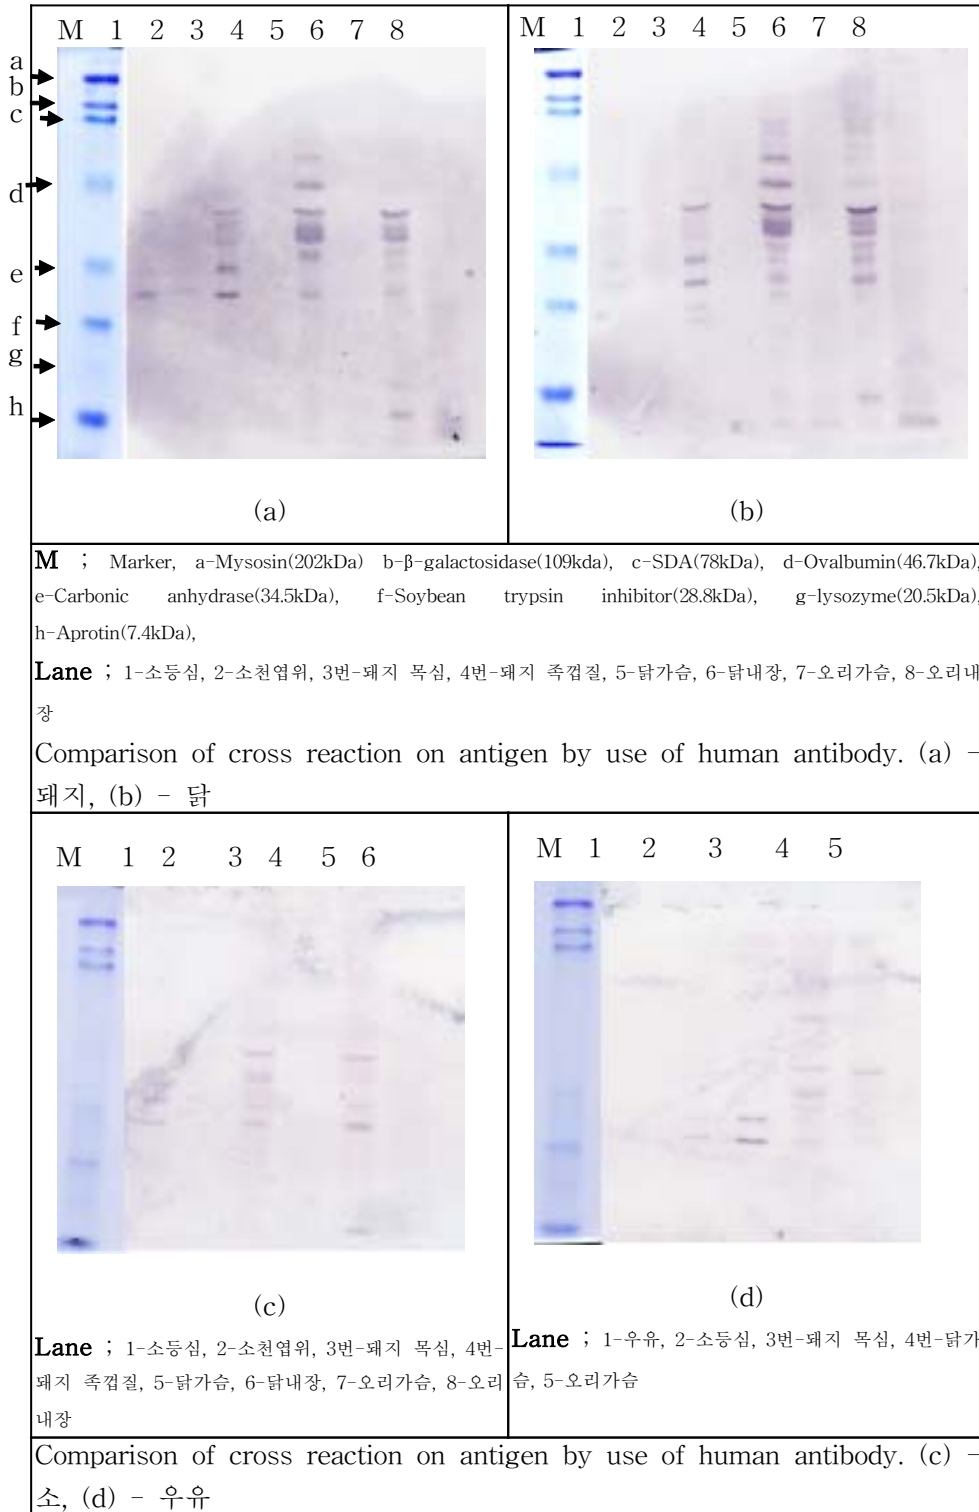 M 1 2 3 4 5 6 7 8
M 1 2 3 4 5 6 7 8
a
b
c
d
e
f
g
h
(a)
(b)
M ; Marker, a-Mysosin(202kDa) b-β-galactosidase(109kda), c-SDA(78kDa), d-Ovalbumin(46.7kDa),
e-Carbonic anhydrase(34.5kDa), f-Soybean trypsin inhibitor(28.8kDa), g-lysozyme(20.5kDa),
h-Aprotin(7.4kDa),
Lane ; 1-소등심, 2-소천엽위, 3번-돼지 목심, 4번-돼지 족껍질, 5-닭가슴, 6-닭내장, 7-오리가슴, 8-오리내
장
Comparison of cross reaction on antigen by use of human antibody. (a) -
돼지, (b) - 닭
M 1 2 3 4 5 6
M 1 2 3 4 5
(c)
(d)
Lane ; 1-소등심, 2-소천엽위, 3번-돼지 목심, 4번-
돼지 족껍질, 5-닭가슴, 6-닭내장, 7-오리가슴, 8-오리
내장
Lane ; 1-우유, 2-소등심, 3번-돼지 목심, 4번-닭가
슴, 5-오리가슴
Comparison of cross reaction on antigen by use of human antibody. (c) -
소, (d) - 우유